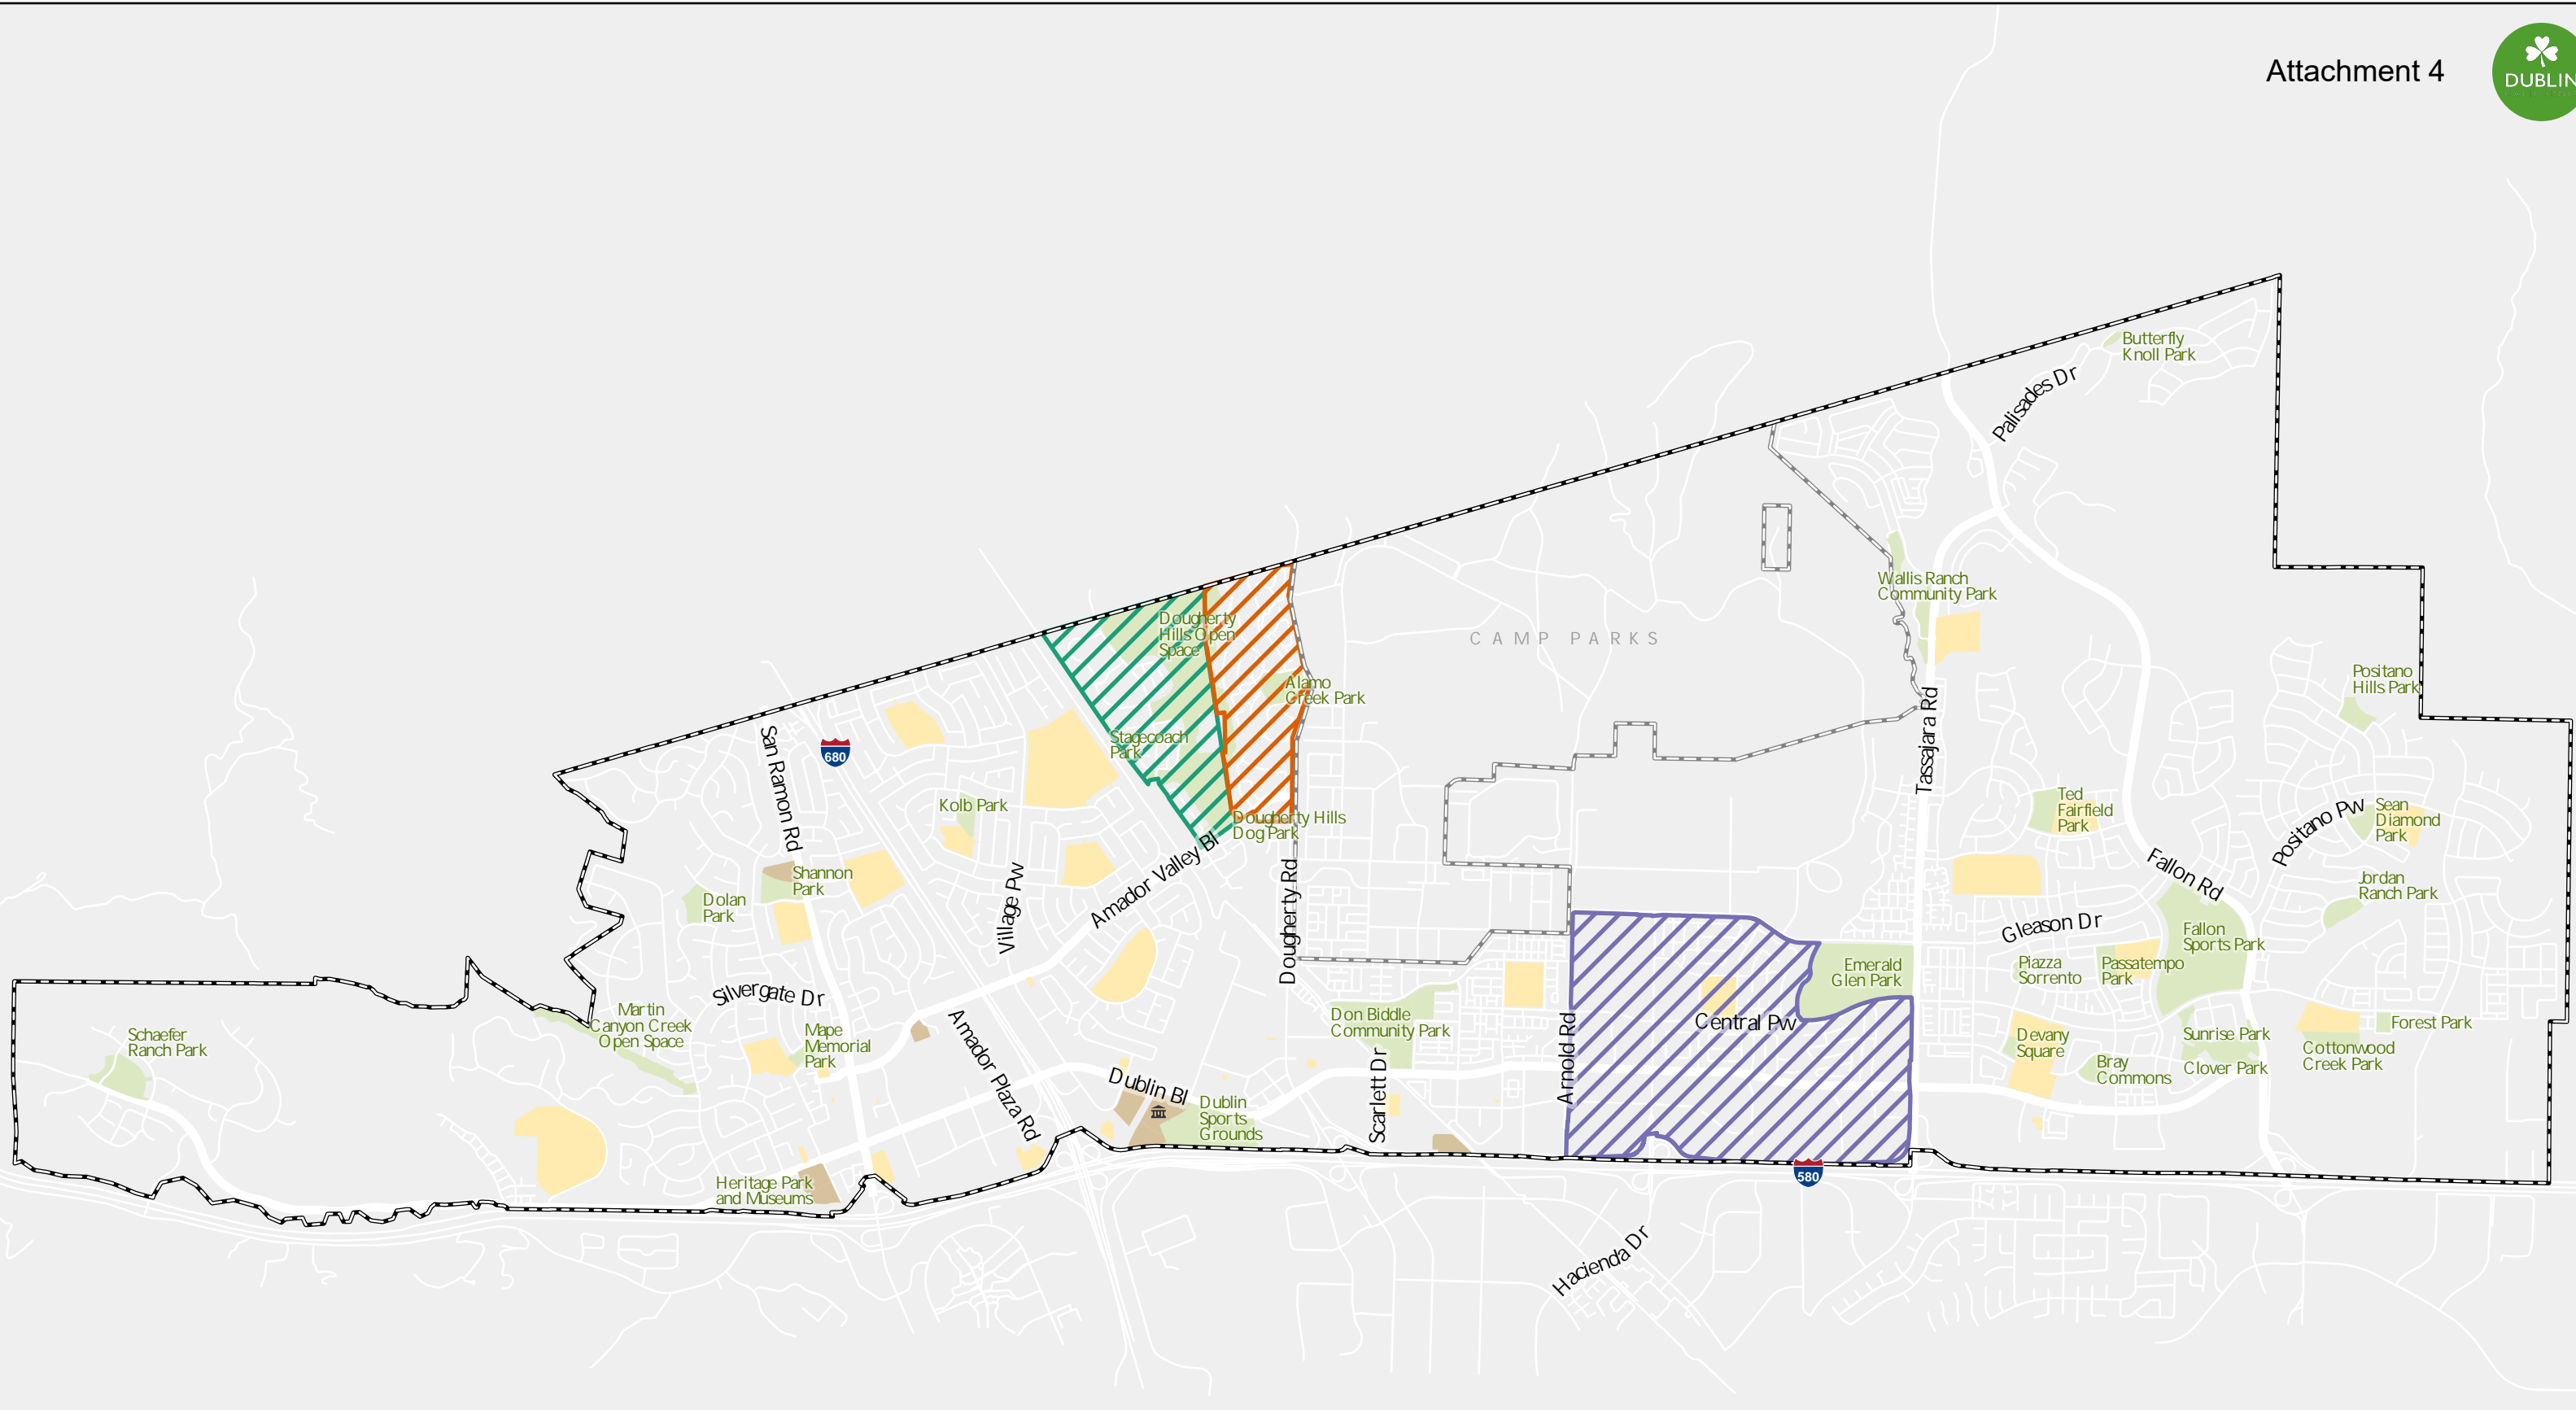 Attachment 4
DUBLIN
Butterfly
Knoll Park
Palisades Dr
Wallis Ranch
Community Park
Dougherty
Hills Open
Space
CAMP PARKS
Alamo
Creek Park
Positano
Hills Park
Stagecoach
Park
San Ramon Rd
680
Tassajara Rd
Kolb Park
Dougherty Hills
Dog Park
Ted
Fairfield
Park
Positano Pw
Sean
Diamond
Park
Amador Valley Bl
Village Pw
Dougherty Rd
Fallon Rd
Shannon
Park
Dolan
Park
Jordan
Ranch Park
Gleason Dr
Fallon
Sports Park
Emerald
Glen Park
Piazza
Sorrento
Passatempo
Park
Silvergate Dr
Martin
Canyon Creek
Open Space
Mape
Memorial
Park
Amador Plaza Rd
Don Biddle
Community Park
Central Pw
Arnold Rd
Schaefer
Ranch Park
Devany
Square
Sunrise Park
Forest Park
Cottonwood
Creek Park
Bray
Commons
Clover Park
Dublin Bl
Scarlett Dr
Dublin
Sports
Grounds
Heritage Park
and Museums
580
Hacienda Dr